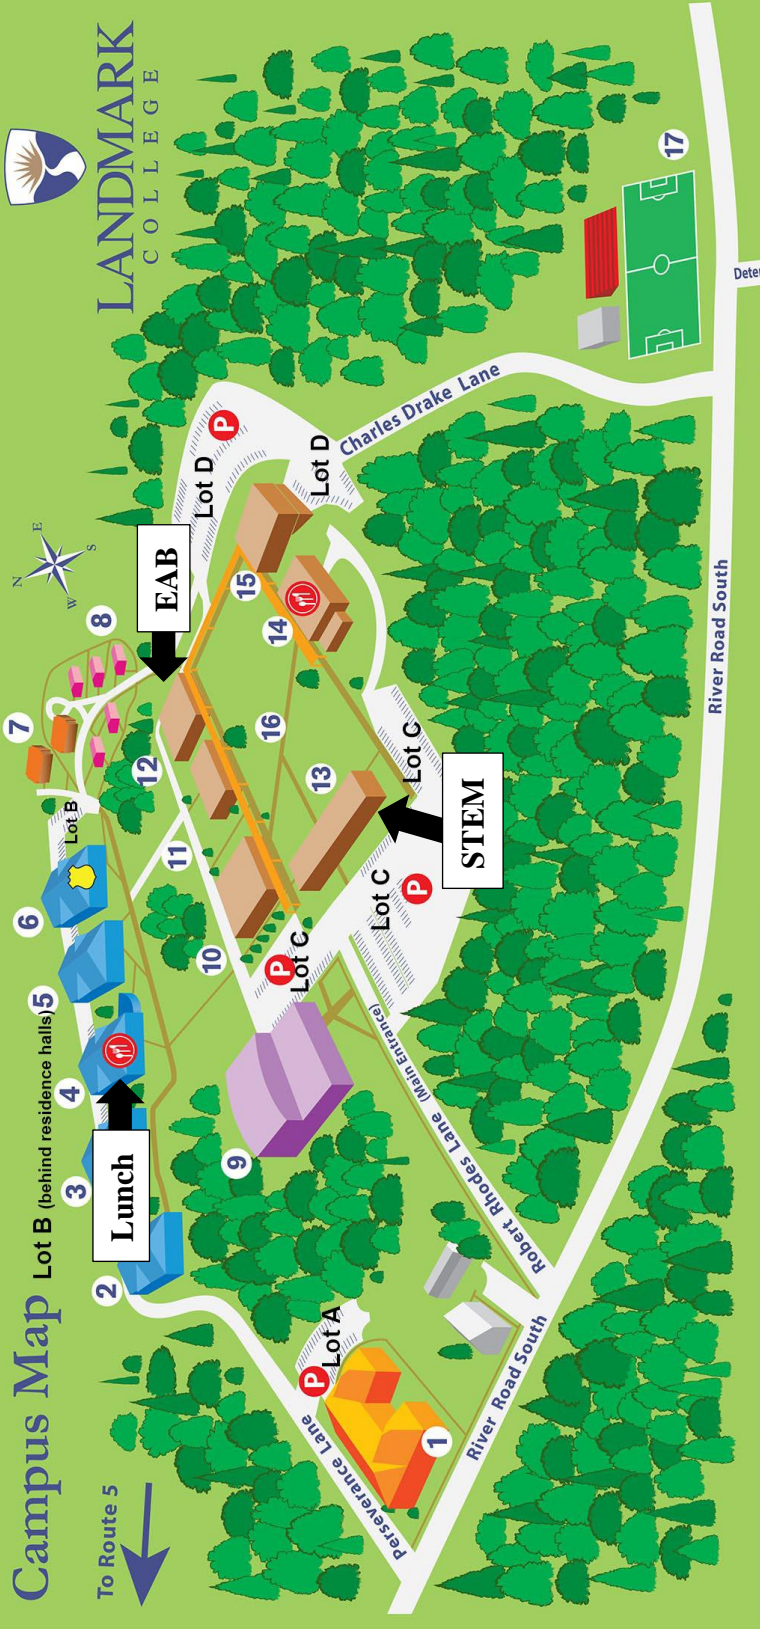 Campus Map
LANDMARK
COLLEGE
To Route 5
Lot B (behind residence halls)
N
E
S
W
1
2
3
4
5
6
7
8
9
10
11
12
13
14
15
16
17
Lunch
EAB
STEM
Lot B
Lot D
P
Lot D
Charles Drake Lane
Lot C
Lot C
P
Lot C
P
Lot A
P
Perseverance Lane
Robert Rhodes Lane (Main Entrance)
River Road South
River Road South
Deter